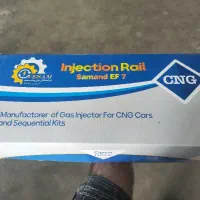 Injection Rail
Samand EF 7
CNG
Manufacturer of Gas Injector For CNG Cars
and Sequential Kits